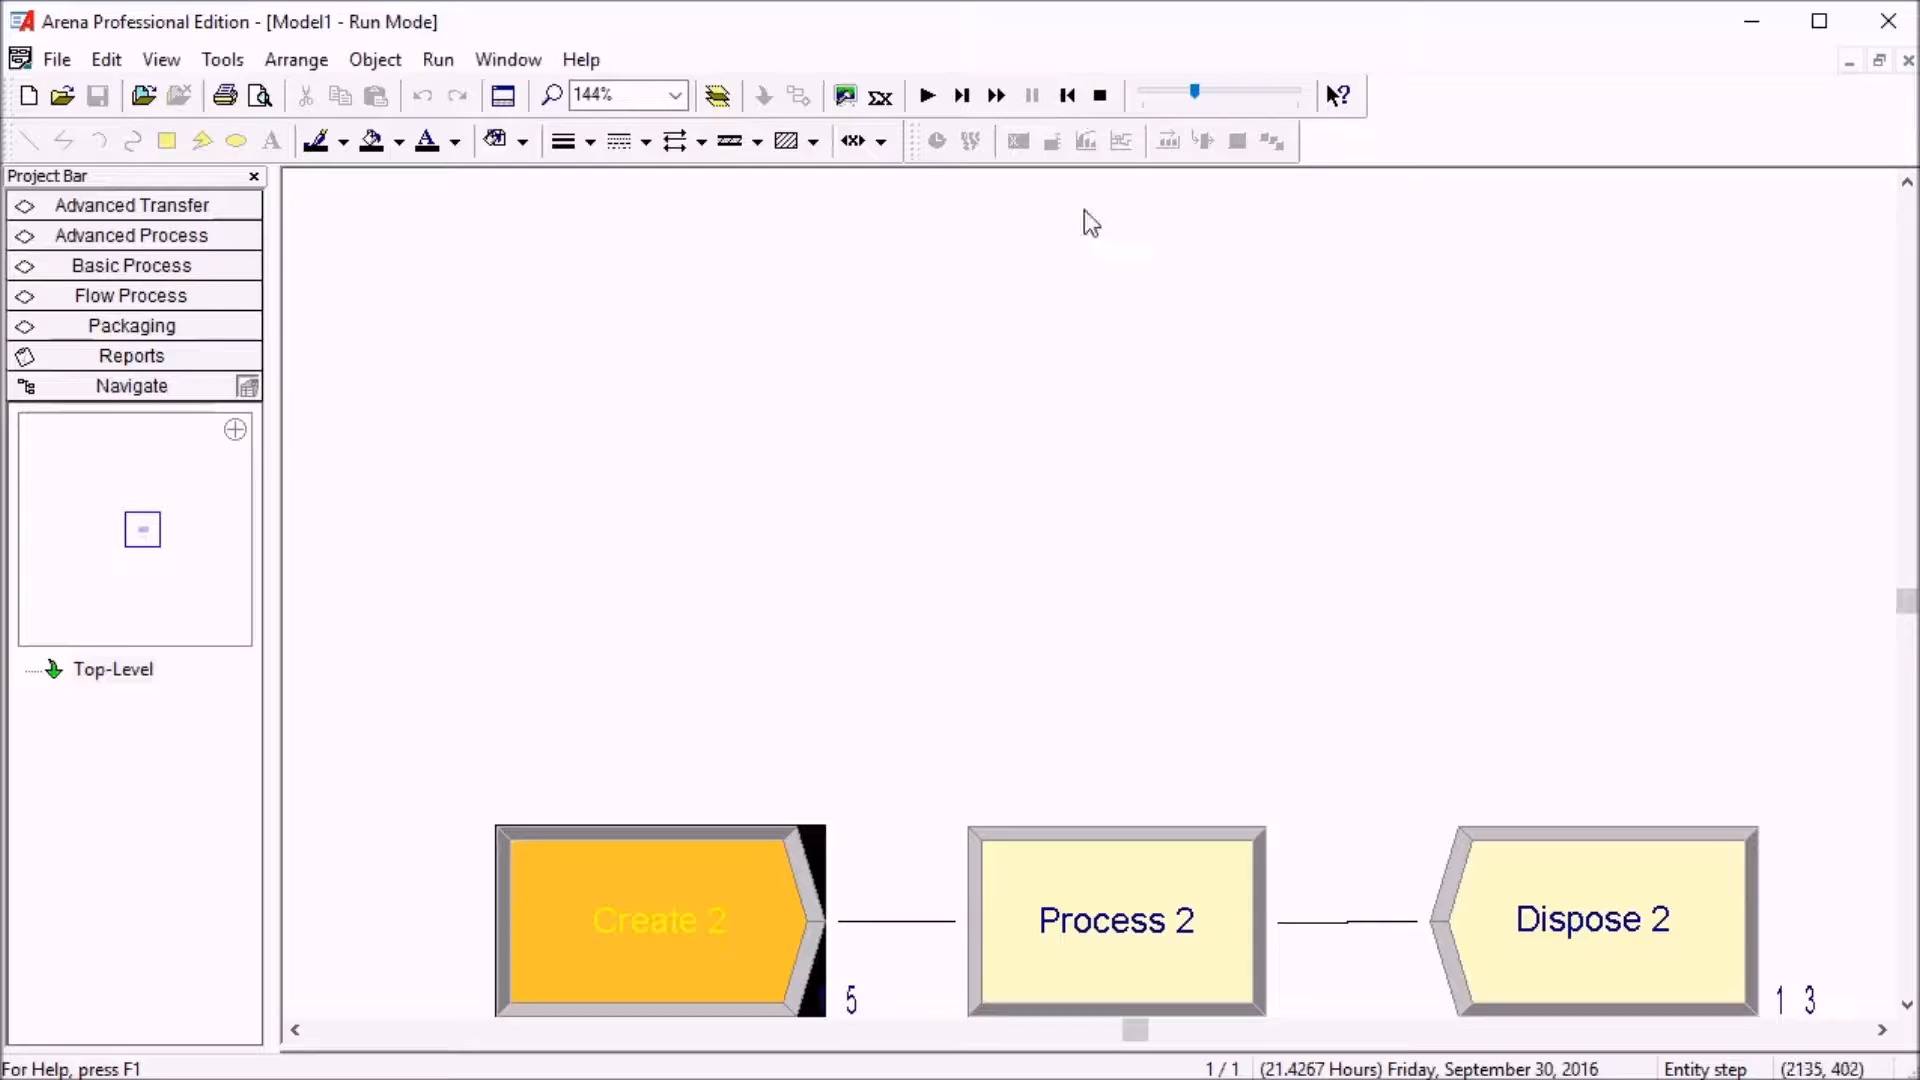 Arena Professional Edition - [Model1 - Run Mode]
File Edit View Tools Arrange Object Run Window Help
144%
Project Bar
Advanced Transfer
Advanced Process
Basic Process
Flow Process
Packaging
Reports
Navigate
Top-Level
Create 2
Process 2
Dispose 2
5
1 3
For Help, press F1
1 / 1
(21.4267 Hours) Friday, September 30, 2016
Entity step
(2135, 402)